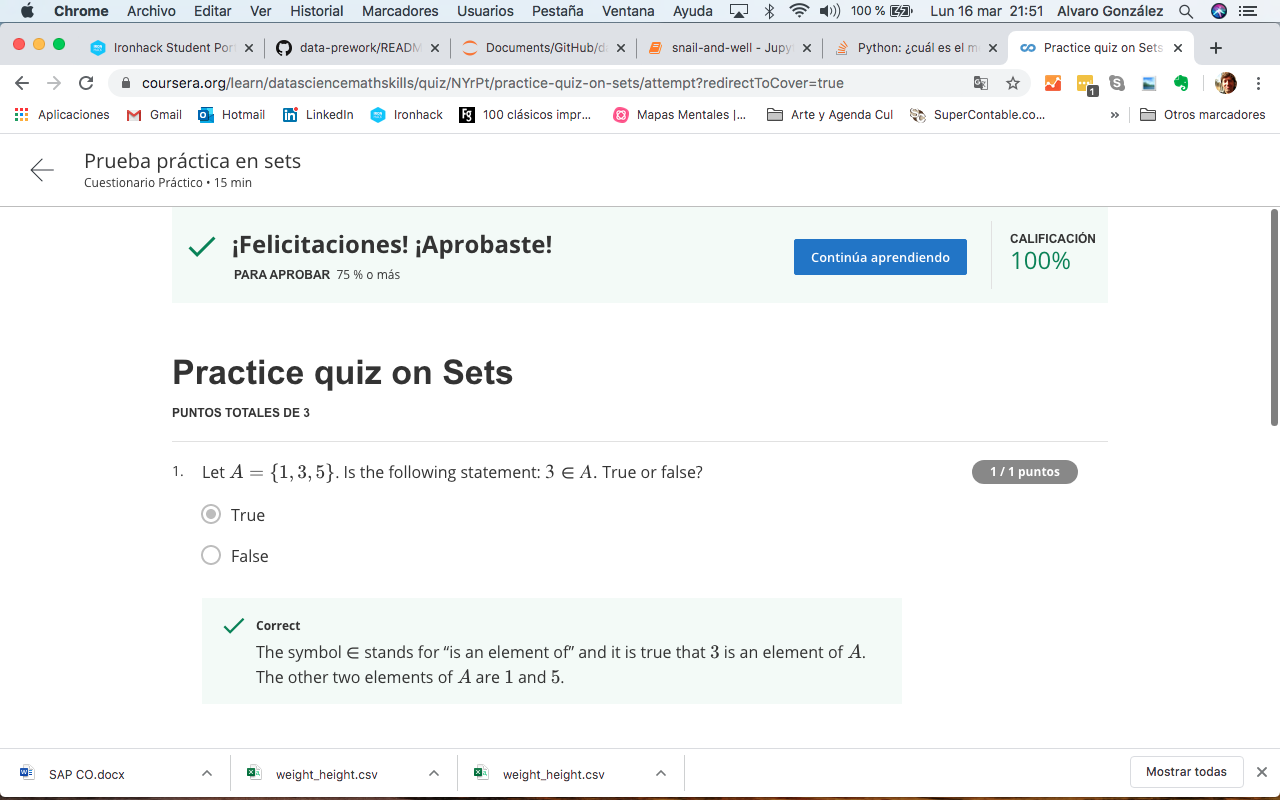 Chrome Archivo Editar Ver Historial Marcadores Usuarios Pestaña Ventana Ayuda 100 % Lun 16 mar 21:51 Alvaro González
Ironhack Student Por data-prework/READM Documents/GitHub/da snail-and-well - Jupy Python: ¿cuál es el m Practice quiz on Sets
coursera.org/learn/datasciencemathskills/quiz/NYrPt/practice-quiz-on-sets/attempt?redirectToCover=true 1
Aplicaciones Gmail Hotmail LinkedIn Ironhack 100 clásicos impr... Mapas Mentales |... Arte y Agenda Cul SuperContable.co... » Otros marcadores
Prueba práctica en sets
Cuestionario Práctico • 15 min
¡Felicitaciones! ¡Aprobaste!
PARA APROBAR 75 % o más
Continúa aprendiendo
CALIFICACIÓN
100%
Practice quiz on Sets
PUNTOS TOTALES DE 3
1. Let A = {1, 3, 5}. Is the following statement: 3 ∈ A. True or false?
1 / 1 puntos
True
False
Correct
The symbol ∈ stands for “is an element of” and it is true that 3 is an element of A.
The other two elements of A are 1 and 5.
SAP CO.docx weight_height.csv weight_height.csv Mostrar todas